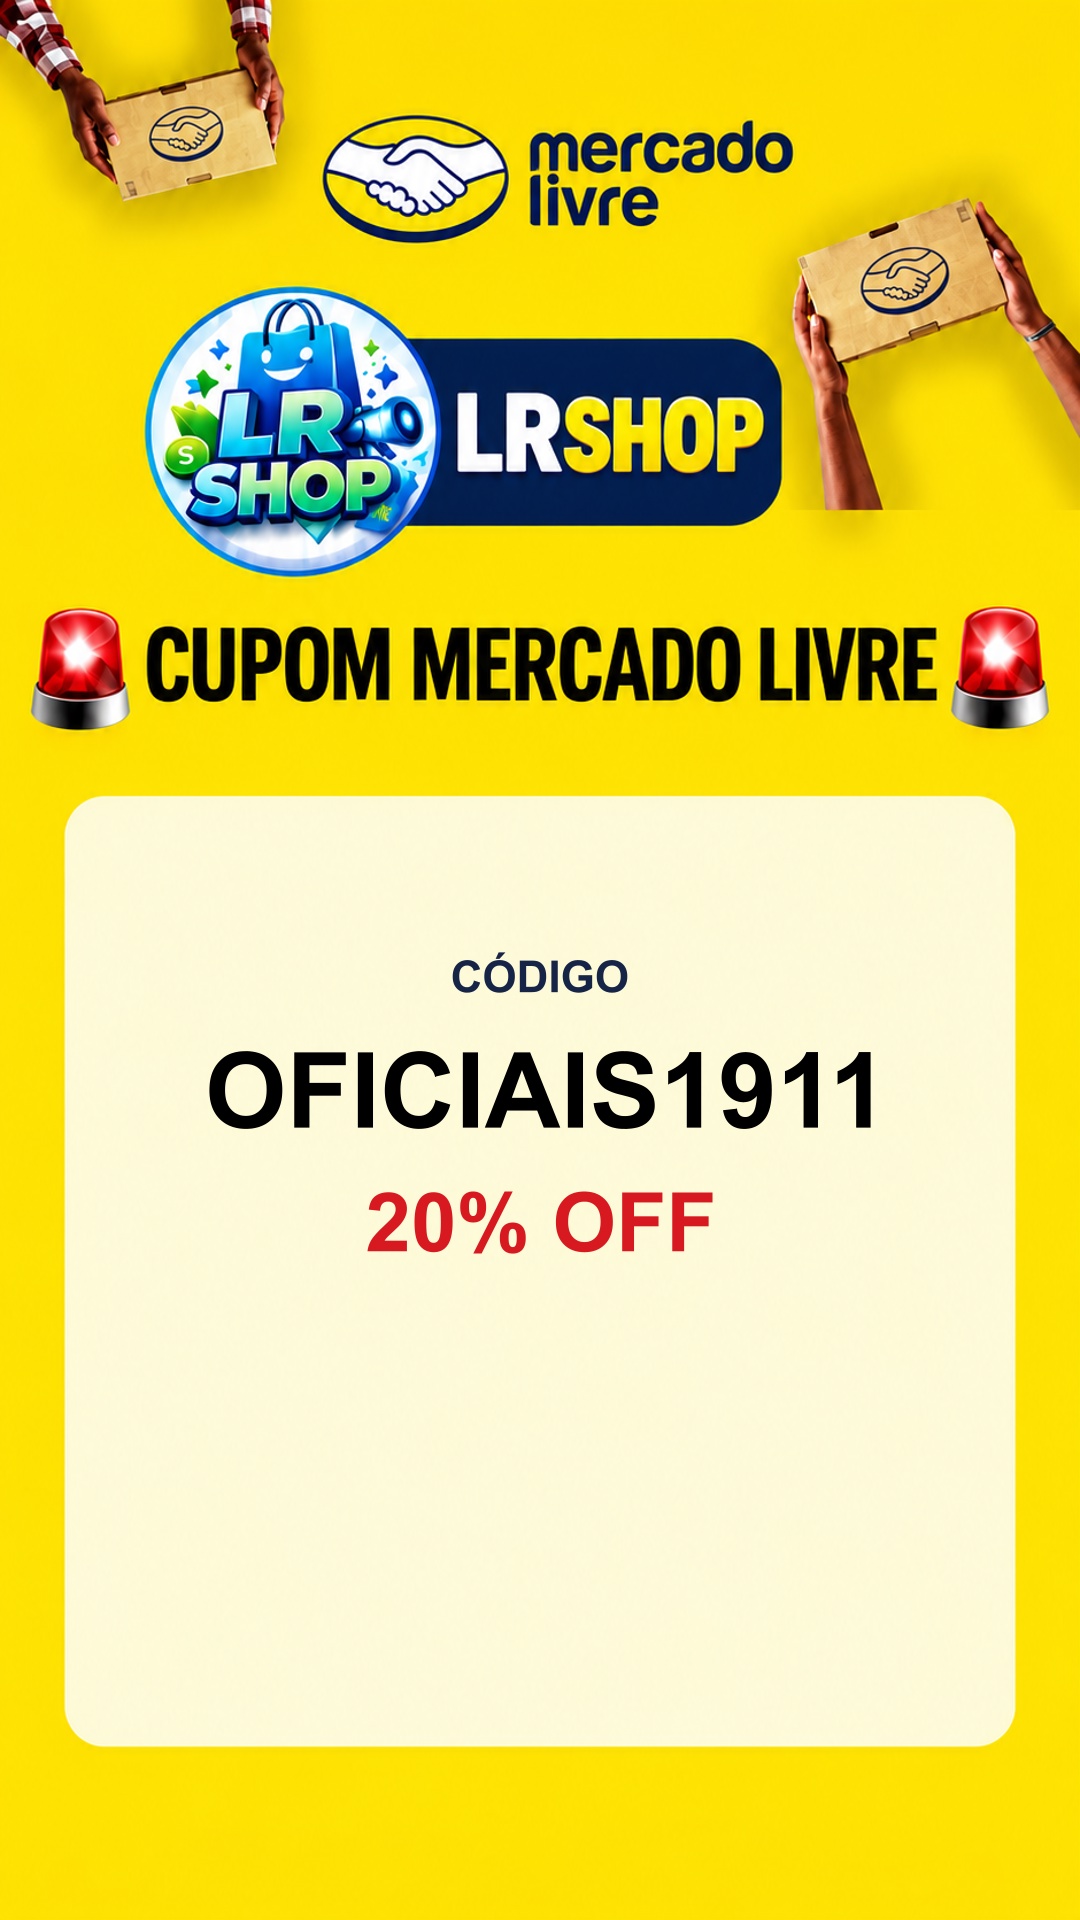 mercado
livre
LR
SHOP
S
LRSHOP
CUPOM MERCADO LIVRE
CÓDIGO
OFICIAIS1911
20% OFF